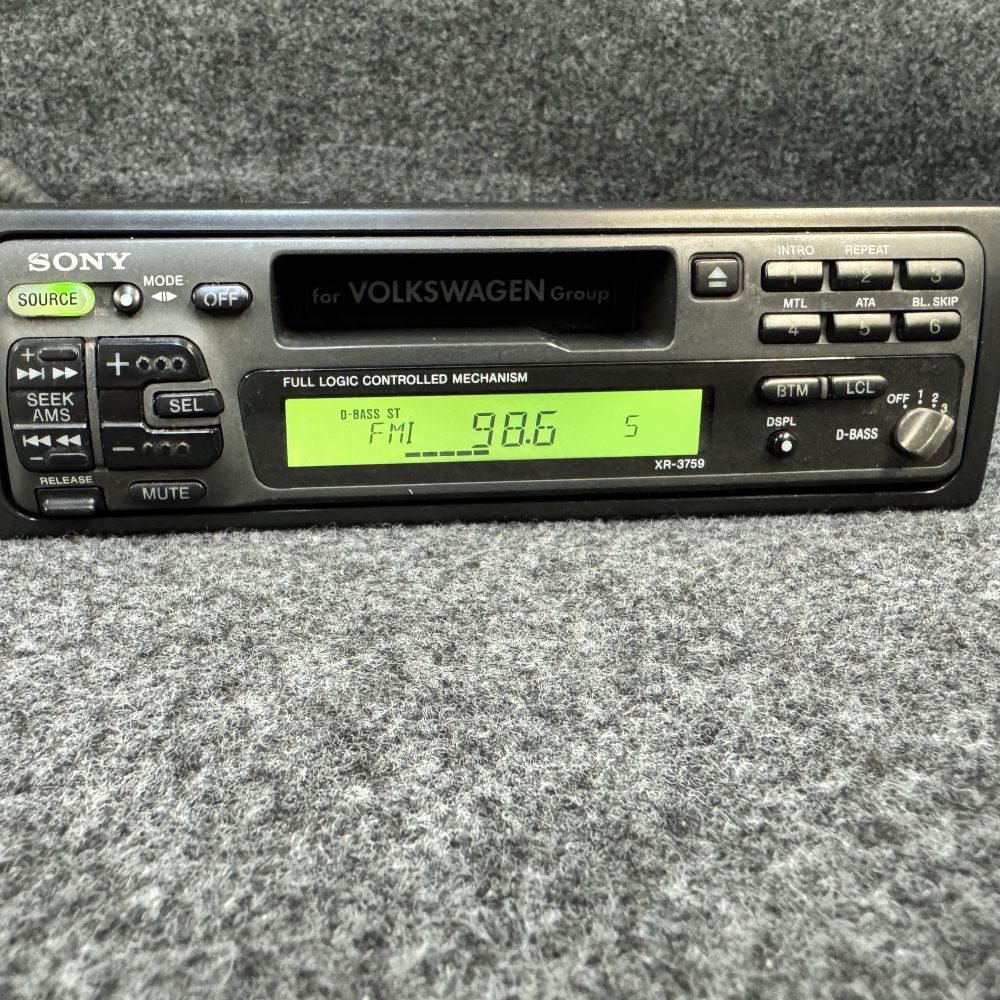 SONY
SOURCE
MODE
OFF
for VOLKSWAGEN Group
INTRO REPEAT
1 2 3
MTL ATA BL. SKIP
4 5 6
+
SEEK
AMS
–
+
SEL
–
RELEASE
MUTE
FULL LOGIC CONTROLLED MECHANISM
D-BASS ST
FM1 98.6 5
XR-3759
BTM LCL
DSPL
D-BASS
OFF 1 2 3